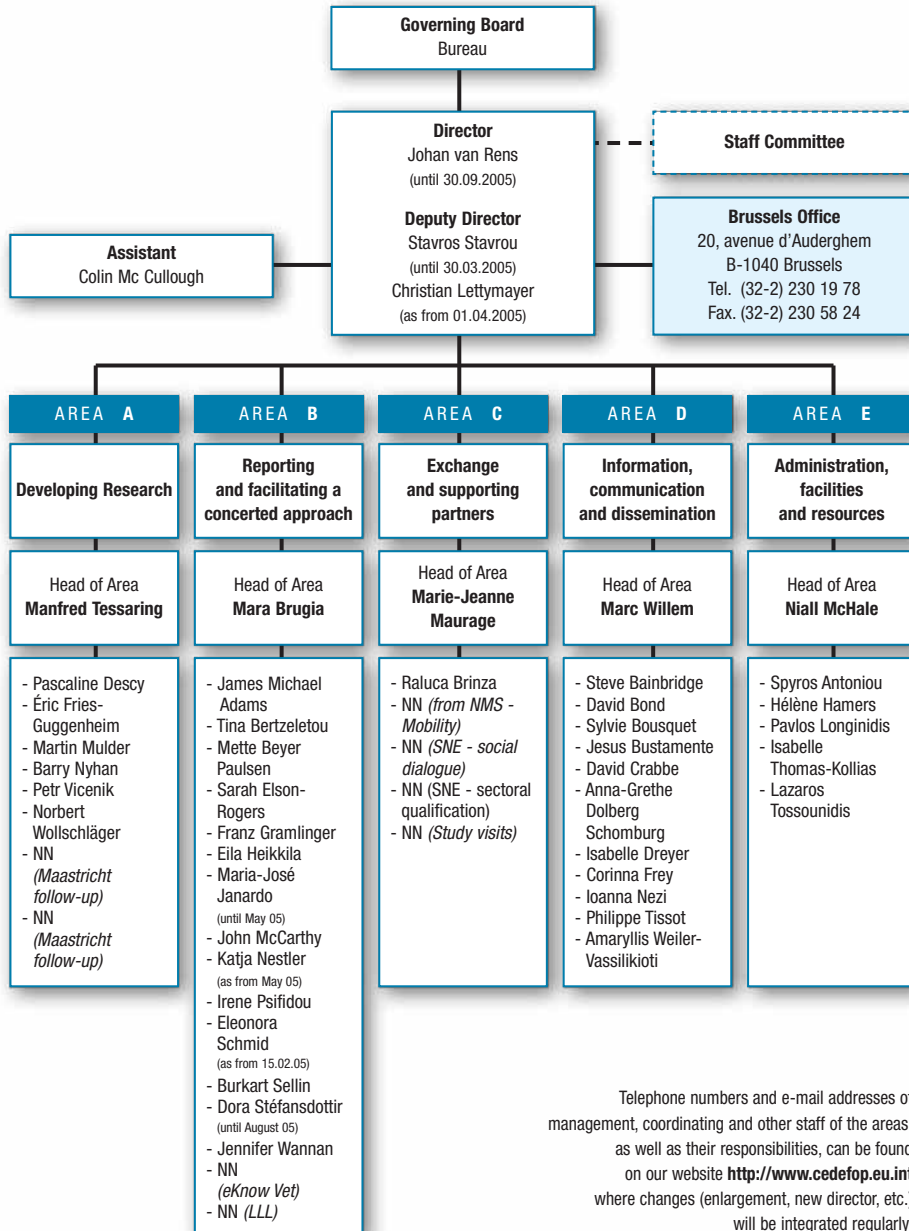 Governing Board
Bureau
Director
Johan van Rens
(until 30.09.2005)
Deputy Director
Stavros Stavrou
(until 30.03.2005)
Christian Lettymayer
(as from 01.04.2005)
Staff Committee
Assistant
Colin Mc Cullough
Brussels Office
20, avenue d'Auderghem
B-1040 Brussels
Tel. (32-2) 230 19 78
Fax. (32-2) 230 58 24
AREA A
Developing Research
Head of Area
Manfred Tessaring
- Pascaline Descy
- Éric Fries-
Guggenheim
- Martin Mulder
- Barry Nyhan
- Petr Vicenik
- Norbert
Wollschläger
- NN
(Maastricht
follow-up)
- NN
(Maastricht
follow-up)
AREA B
Reporting
and facilitating a
concerted approach
Head of Area
Mara Brugia
- James Michael
Adams
- Tina Bertzeletou
- Mette Beyer
Paulsen
- Sarah Elson-
Rogers
- Franz Gramlinger
- Eila Heikkila
- Maria-José
Janardo
(until May 05)
- John McCarthy
- Katja Nestler
(as from May 05)
- Irene Psifidou
- Eleonora
Schmid
(as from 15.02.05)
- Burkart Sellin
- Dora Stéfansdottir
(until August 05)
- Jennifer Wannan
- NN
(eKnow Vet)
- NN (LLL)
AREA C
Exchange
and supporting
partners
Head of Area
Marie-Jeanne
Maurage
- Raluca Brinza
- NN (from NMS -
Mobility)
- NN (SNE - social
dialogue)
- NN (SNE - sectoral
qualification)
- NN (Study visits)
AREA D
Information,
communication
and dissemination
Head of Area
Marc Willem
- Steve Bainbridge
- David Bond
- Sylvie Bousquet
- Jesus Bustamente
- David Crabbe
- Anna-Grethe
Dolberg
Schomburg
- Isabelle Dreyer
- Corinna Frey
- Ioanna Nezi
- Philippe Tissot
- Amaryllis Weiler-
Vassilikioti
AREA E
Administration,
facilities
and resources
Head of Area
Niall McHale
- Spyros Antoniou
- Hélène Hamers
- Pavlos Longinidis
- Isabelle
Thomas-Kollias
- Lazaros
Tossounidis
Telephone numbers and e-mail addresses of
management, coordinating and other staff of the areas
as well as their responsibilities, can be found
on our website http://www.cedefop.eu.int
where changes (enlargement, new director, etc.)
will be integrated regularly